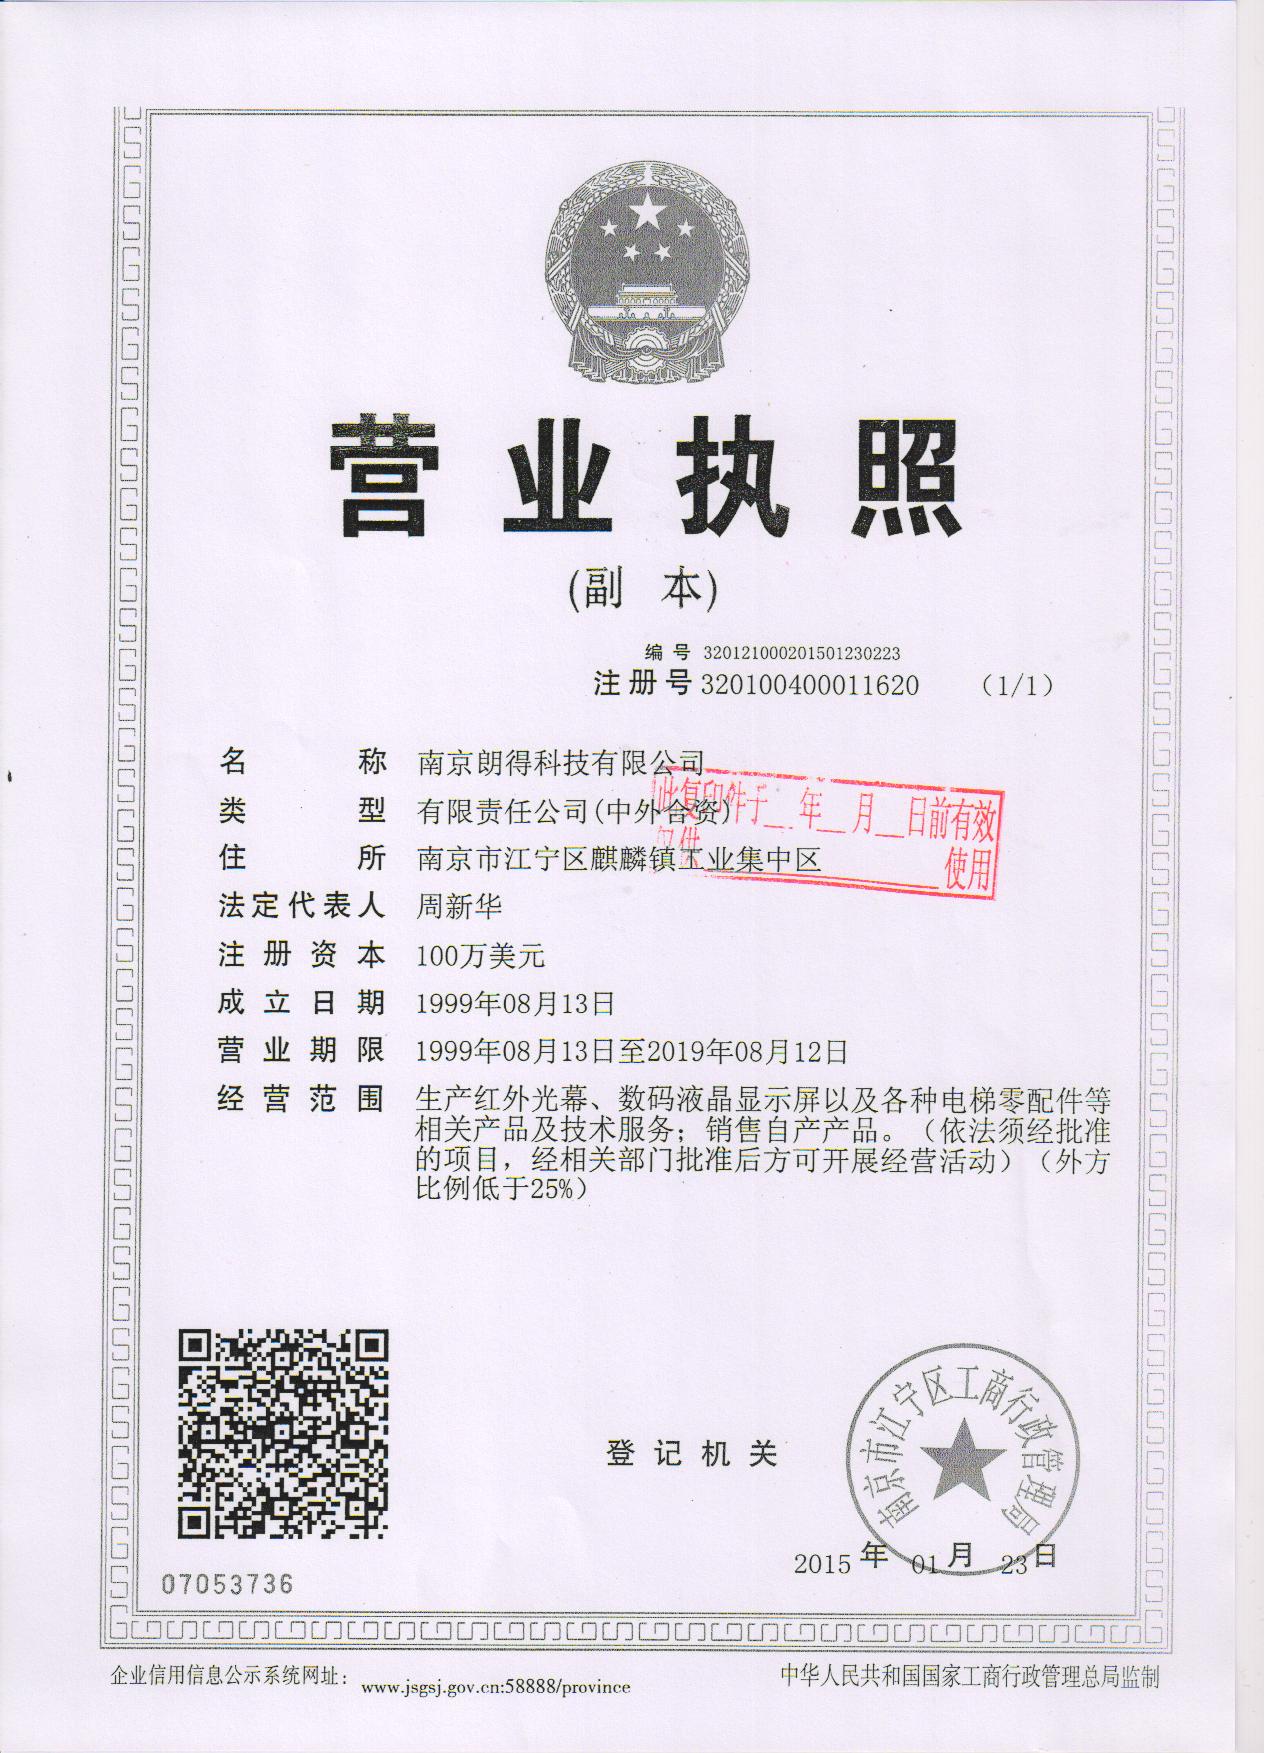 营业执照
(副 本)
编号 320121000201501230223
注册号 320100400011620 （1/1）
名称 南京朗得科技有限公司
类型 有限责任公司(中外合资)
住所 南京市江宁区麒麟镇工业集中区
此复印件于__年__月__日前有效
仅供________使用
法定代表人 周新华
注册资本 100万美元
成立日期 1999年08月13日
营业期限 1999年08月13日至2019年08月12日
经营范围 生产红外光幕、数码液晶显示屏以及各种电梯零配件等
相关产品及技术服务；销售自产产品。（依法须经批准
的项目，经相关部门批准后方可开展经营活动）（外方
比例低于25%）
登记机关
南京市江宁区工商行政管理局
2015年01月23日
07053736
企业信用信息公示系统网址： www.jsgsj.gov.cn:58888/province
中华人民共和国国家工商行政管理总局监制